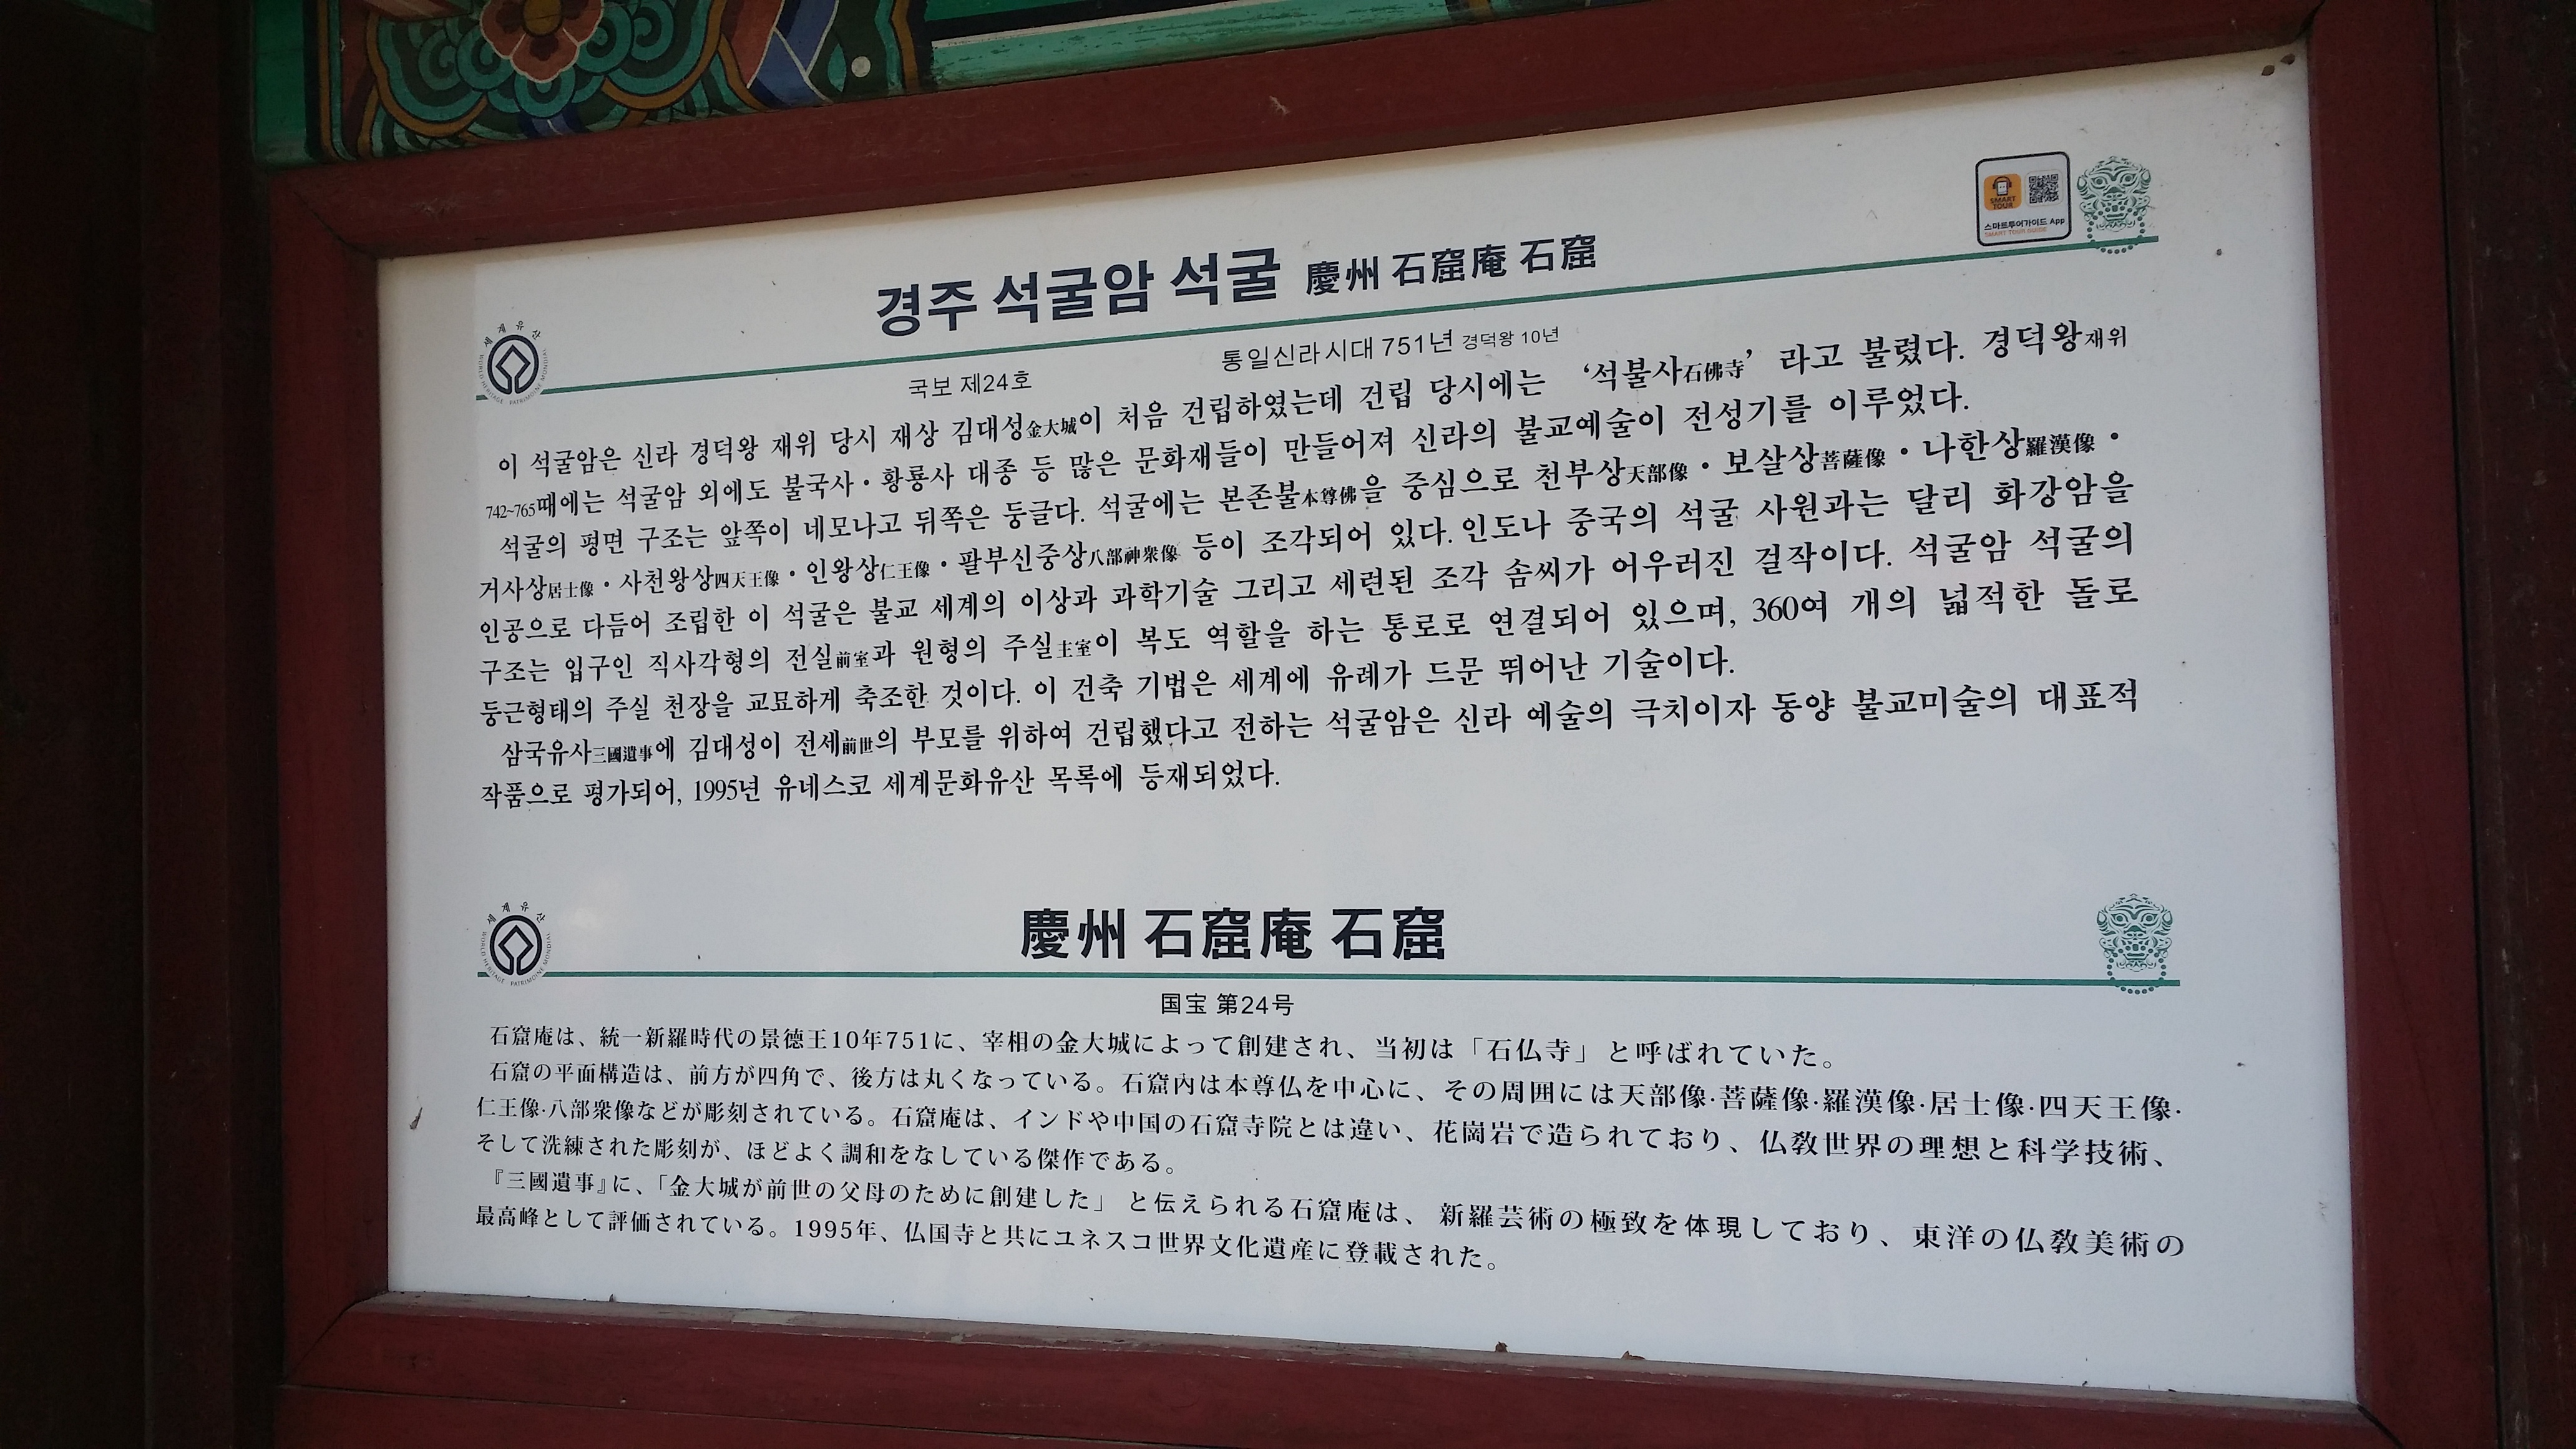 SMART TOUR
스마트투어가이드 App
SMART TOUR GUIDE
경주 석굴암 석굴 慶州 石窟庵 石窟
세계유산
WORLD HERITAGE PATRIMOINE MONDIAL
국보 제24호 통일신라시대 751년 경덕왕 10년
이 석굴암은 신라 경덕왕 재위 당시 재상 김대성金大城이 처음 건립하였는데 건립 당시에는 ‘석불사石佛寺’ 라고 불렸다. 경덕왕재위
742~765때에는 석굴암 외에도 불국사・황룡사 대종 등 많은 문화재들이 만들어져 신라의 불교예술이 전성기를 이루었다.
석굴의 평면 구조는 앞쪽이 네모나고 뒤쪽은 둥글다. 석굴에는 본존불本尊佛을 중심으로 천부상天部像・보살상菩薩像・나한상羅漢像・
거사상居士像・사천왕상四天王像・인왕상仁王像・팔부신중상八部神衆像 등이 조각되어 있다. 인도나 중국의 석굴 사원과는 달리 화강암을
인공으로 다듬어 조립한 이 석굴은 불교 세계의 이상과 과학기술 그리고 세련된 조각 솜씨가 어우러진 걸작이다. 석굴암 석굴의
구조는 입구인 직사각형의 전실前室과 원형의 주실主室이 복도 역할을 하는 통로로 연결되어 있으며, 360여 개의 넓적한 돌로
둥근형태의 주실 천장을 교묘하게 축조한 것이다. 이 건축 기법은 세계에 유례가 드문 뛰어난 기술이다.
삼국유사三國遺事에 김대성이 전세前世의 부모를 위하여 건립했다고 전하는 석굴암은 신라 예술의 극치이자 동양 불교미술의 대표적
작품으로 평가되어, 1995년 유네스코 세계문화유산 목록에 등재되었다.
慶州 石窟庵 石窟
세계유산
WORLD HERITAGE PATRIMOINE MONDIAL
国宝 第24号
石窟庵は、統一新羅時代の景徳王10年751に、宰相の金大城によって創建され、当初は「石仏寺」と呼ばれていた。
石窟の平面構造は、前方が四角で、後方は丸くなっている。石窟内は本尊仏を中心に、その周囲には天部像·菩薩像·羅漢像·居士像·四天王像·
仁王像·八部衆像などが彫刻されている。石窟庵は、インドや中国の石窟寺院とは違い、花崗岩で造られており、仏教世界の理想と科学技術、
そして洗練された彫刻が、ほどよく調和をなしている傑作である。
『三國遺事』に、「金大城が前世の父母のために創建した」 と伝えられる石窟庵は、新羅芸術の極致を体現しており、東洋の仏教美術の
最高峰として評価されている。1995年、仏国寺と共にユネスコ世界文化遺産に登載された。